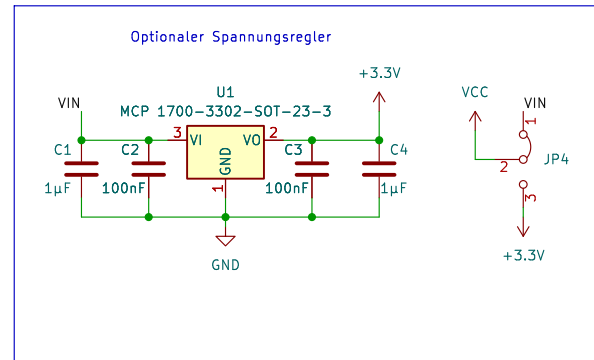 Optionaler Spannungsregler
+3.3V
U1
MCP 1700-3302-SOT-23-3
VIN
VCC
VIN
1
C1
1µF
C2
100nF
3
VI
VO
2
GND
1
C3
100nF
C4
1µF
2
JP4
3
GND
+3.3V